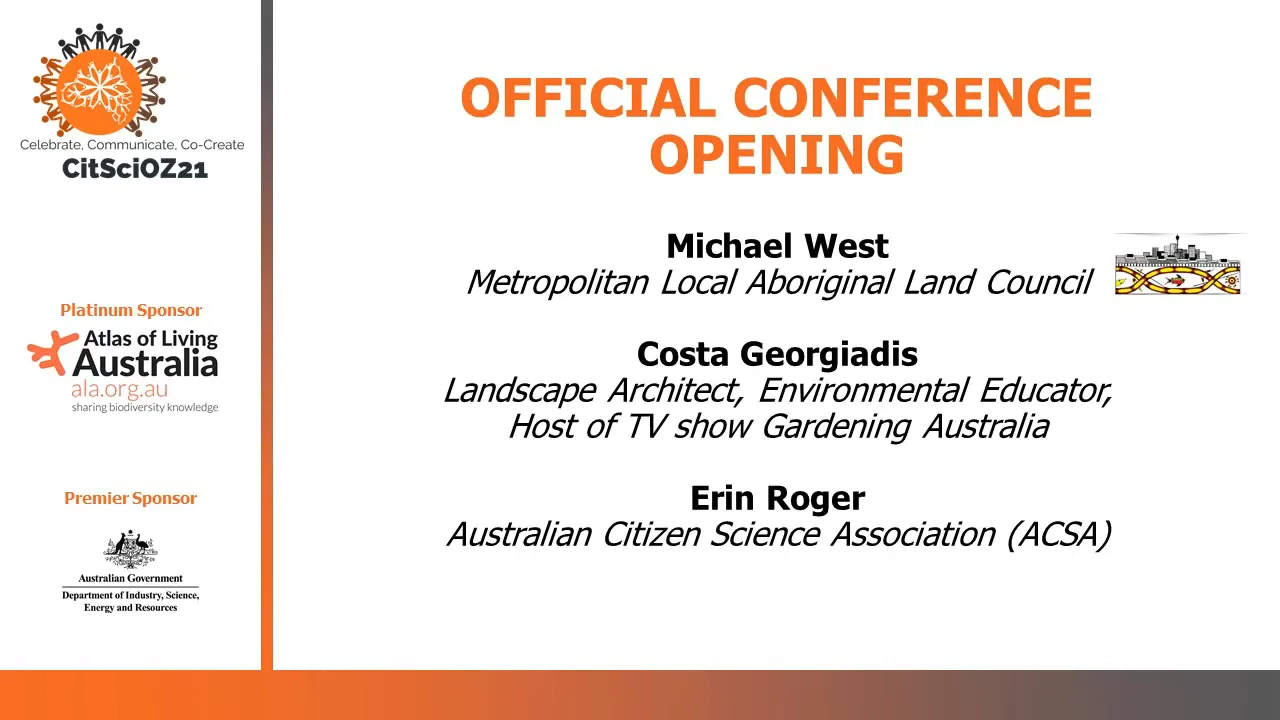 Celebrate, Communicate, Co-Create
CitSciOZ21
Platinum Sponsor
Atlas of Living
Australia
ala.org.au
sharing biodiversity knowledge
Premier Sponsor
Australian Government
Department of Industry, Science,
Energy and Resources
OFFICIAL CONFERENCE
OPENING
Michael West
Metropolitan Local Aboriginal Land Council
Costa Georgiadis
Landscape Architect, Environmental Educator,
Host of TV show Gardening Australia
Erin Roger
Australian Citizen Science Association (ACSA)